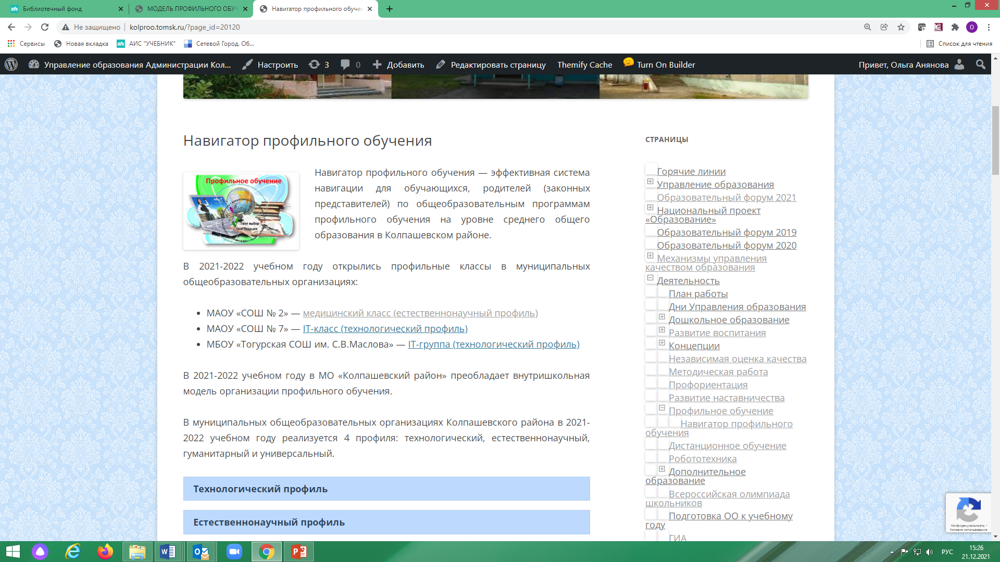 Библиотечный фонд
МОДЕЛЬ ПРОФИЛЬНОГО ОБУЧ
Навигатор профильного обучен
Не защищено
kolproo.tomsk.ru/?page_id=20120
О
Сервисы
Новая вкладка
АИС "УЧЕБНИК"
Сетевой Город. Об...
Список для чтения
Управление образования Администрации Кол...
Настроить
3
0
Добавить
Редактировать страницу
Themify Cache
Turn On Builder
Привет, Ольга Анянова
Навигатор профильного обучения
Профильное обучение
Твой выбор
твое будущее
Навигатор профильного обучения — эффективная система
навигации для обучающихся, родителей (законных
представителей) по общеобразовательным программам
профильного обучения на уровне среднего общего
образования в Колпашевском районе.
В 2021-2022 учебном году открылись профильные классы в муниципальных
общеобразовательных организациях:
МАОУ «СОШ № 2» — медицинский класс (естественнонаучный профиль)
МАОУ «СОШ № 7» — IT-класс (технологический профиль)
МБОУ «Тогурская СОШ им. С.В.Маслова» — IT-группа (технологический профиль)
В 2021-2022 учебном году в МО «Колпашевский район» преобладает внутришкольная
модель организации профильного обучения.
В муниципальных общеобразовательных организациях Колпашевского района в 2021-
2022 учебном году реализуется 4 профиля: технологический, естественнонаучный,
гуманитарный и универсальный.
Технологический профиль
Естественнонаучный профиль
СТРАНИЦЫ
Горячие линии
Управление образования
Образовательный форум 2021
Национальный проект
«Образование»
Образовательный форум 2019
Образовательный форум 2020
Механизмы управления
качеством образования
Деятельность
План работы
Дни Управления образования
Дошкольное образование
Развитие воспитания
Концепции
Независимая оценка качества
Методическая работа
Профориентация
Развитие наставничества
Профильное обучение
Навигатор профильного
обучения
Дистанционное обучение
Робототехника
Дополнительное
образование
Всероссийская олимпиада
школьников
Подготовка ОО к учебному
году
ГИА
Конфиденциальность -
Условия использования
РУС
15:26
21.12.2021